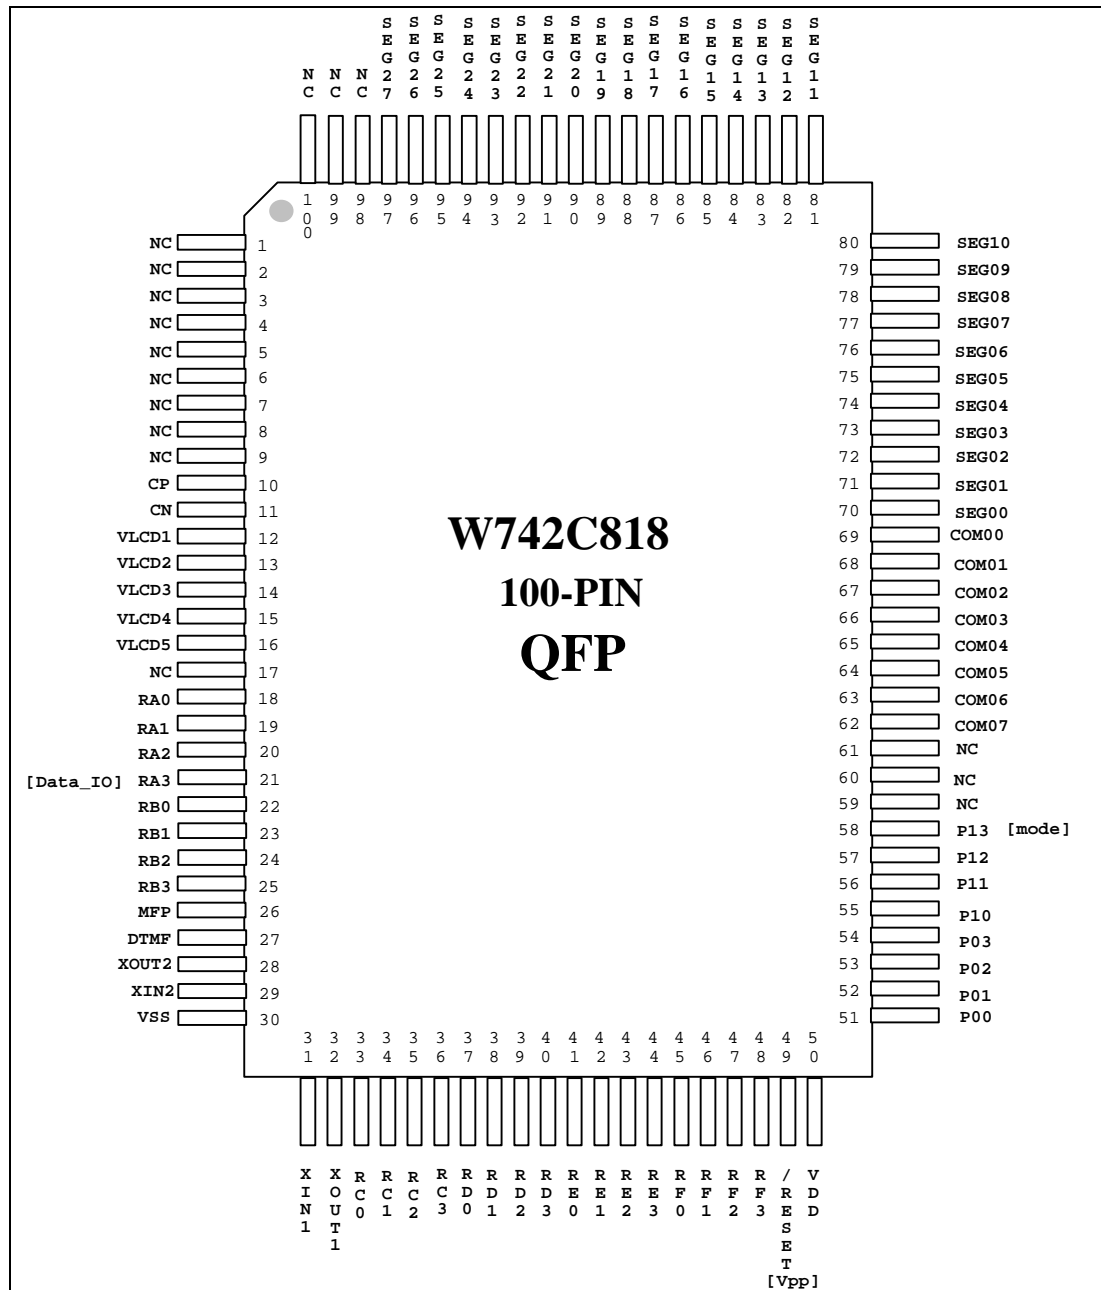 NC
NC
NC
SEG27
SEG26
SEG25
SEG24
SEG23
SEG22
SEG21
SEG20
SEG19
SEG18
SEG17
SEG16
SEG15
SEG14
SEG13
SEG12
SEG11
100 99 98 97 96 95 94 93 92 91 90 89 88 87 86 85 84 83 82 81
NC 1
NC 2
NC 3
NC 4
NC 5
NC 6
NC 7
NC 8
NC 9
CP 10
CN 11
VLCD1 12
VLCD2 13
VLCD3 14
VLCD4 15
VLCD5 16
NC 17
RA0 18
RA1 19
RA2 20
[Data_IO] RA3 21
RB0 22
RB1 23
RB2 24
RB3 25
MFP 26
DTMF 27
XOUT2 28
XIN2 29
VSS 30
W742C818
100-PIN
QFP
80 SEG10
79 SEG09
78 SEG08
77 SEG07
76 SEG06
75 SEG05
74 SEG04
73 SEG03
72 SEG02
71 SEG01
70 SEG00
69 COM00
68 COM01
67 COM02
66 COM03
65 COM04
64 COM05
63 COM06
62 COM07
61 NC
60 NC
59 NC
58 P13 [mode]
57 P12
56 P11
55 P10
54 P03
53 P02
52 P01
51 P00
31 32 33 34 35 36 37 38 39 40 41 42 43 44 45 46 47 48 49 50
XIN1
XOUT1
RC0
RC1
RC2
RC3
RD0
RD1
RD2
RD3
RE0
RE1
RE2
RE3
RF0
RF1
RF2
RF3
/RESET
VDD
[Vpp]